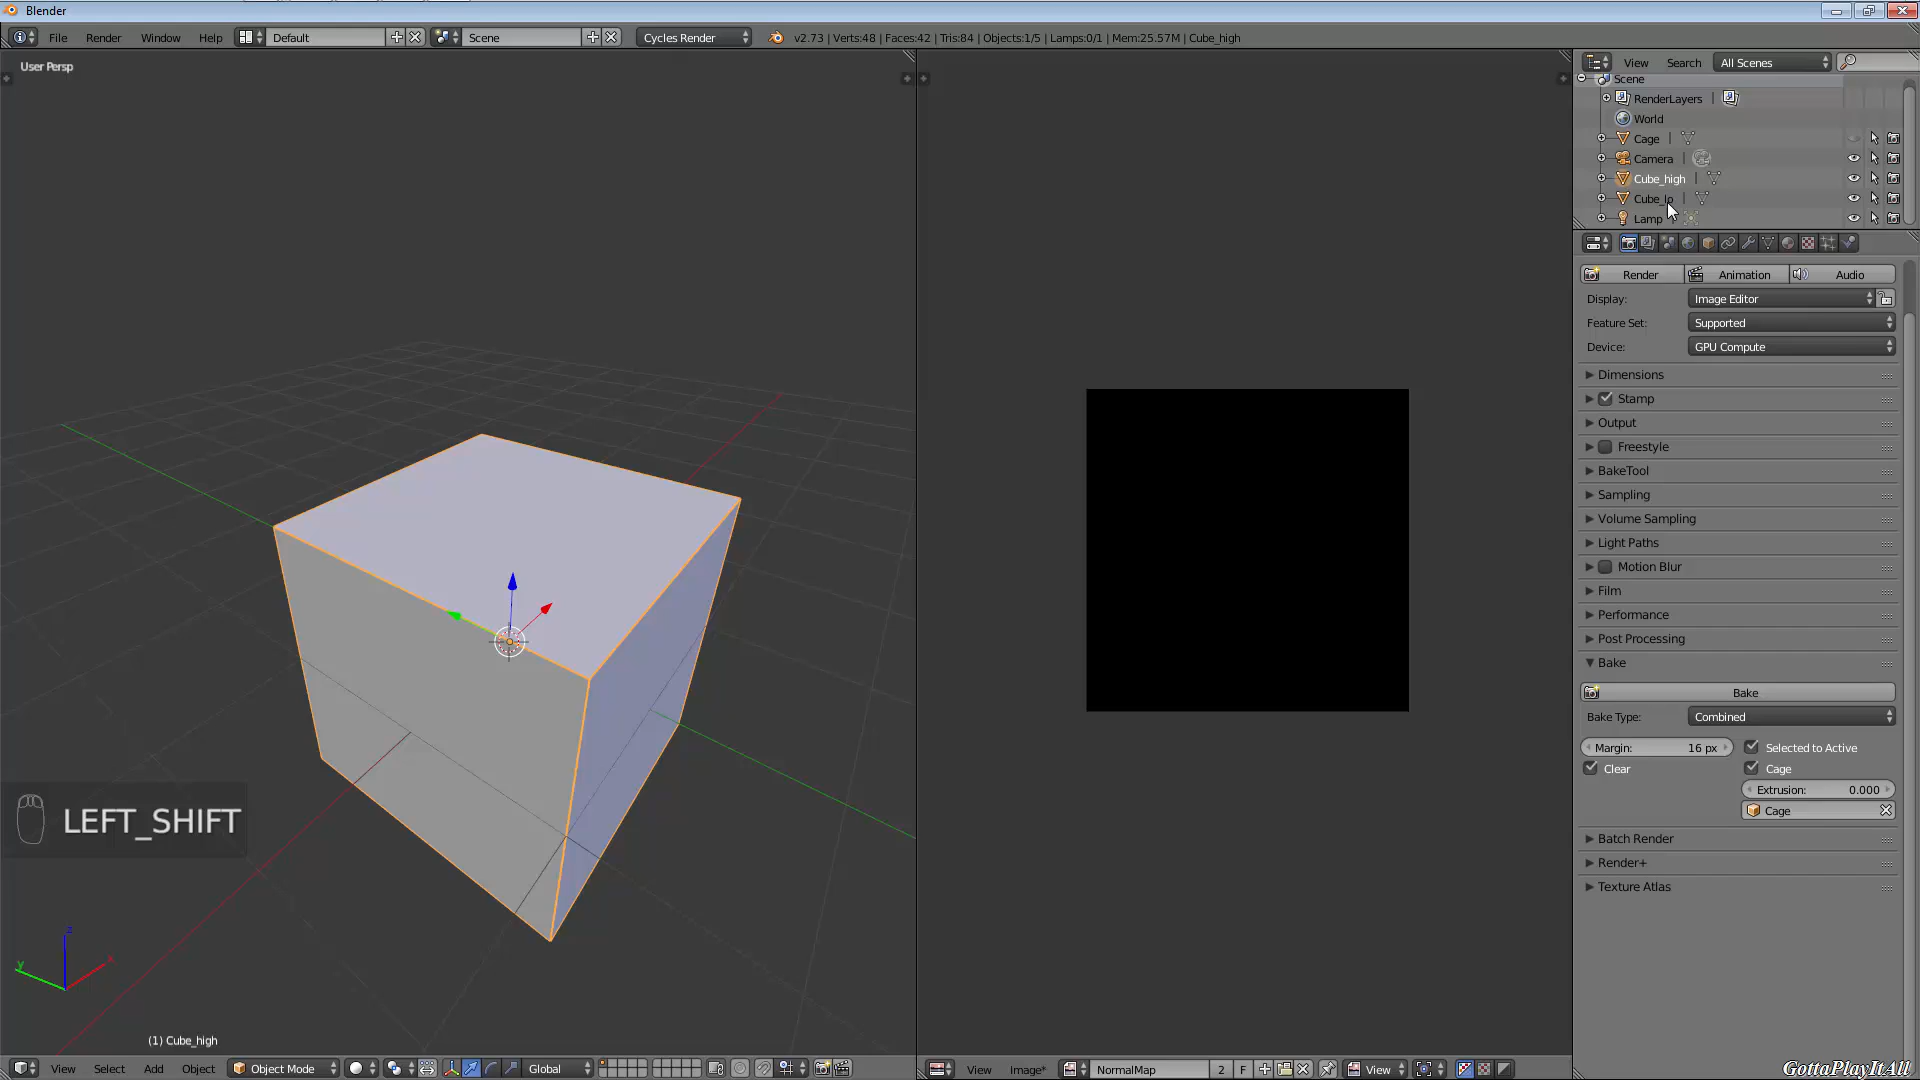 Blender
File Render Window Help Default Scene Cycles Render v2.73 | Verts:48 | Faces:42 | Tris:84 | Objects:1/5 | Lamps:0/1 | Mem:25.57M | Cube_high
User Persp
View Search All Scenes
Scene
RenderLayers
World
Cage
Camera
Cube_high
Cube_lo
Lamp
Render Animation Audio
Display: Image Editor
Feature Set: Supported
Device: GPU Compute
Dimensions
Stamp
Output
Freestyle
BakeTool
Sampling
Volume Sampling
Light Paths
Motion Blur
Film
Performance
Post Processing
Bake
Bake
Bake Type: Combined
Margin: 16 px Selected to Active
Clear Cage
Extrusion: 0.000
Cage
Batch Render
Render+
Texture Atlas
LEFT_SHIFT
z
y
x
(1) Cube_high
View Select Add Object Object Mode Global
View Image* NormalMap 2 F View
GottaPlayItAll